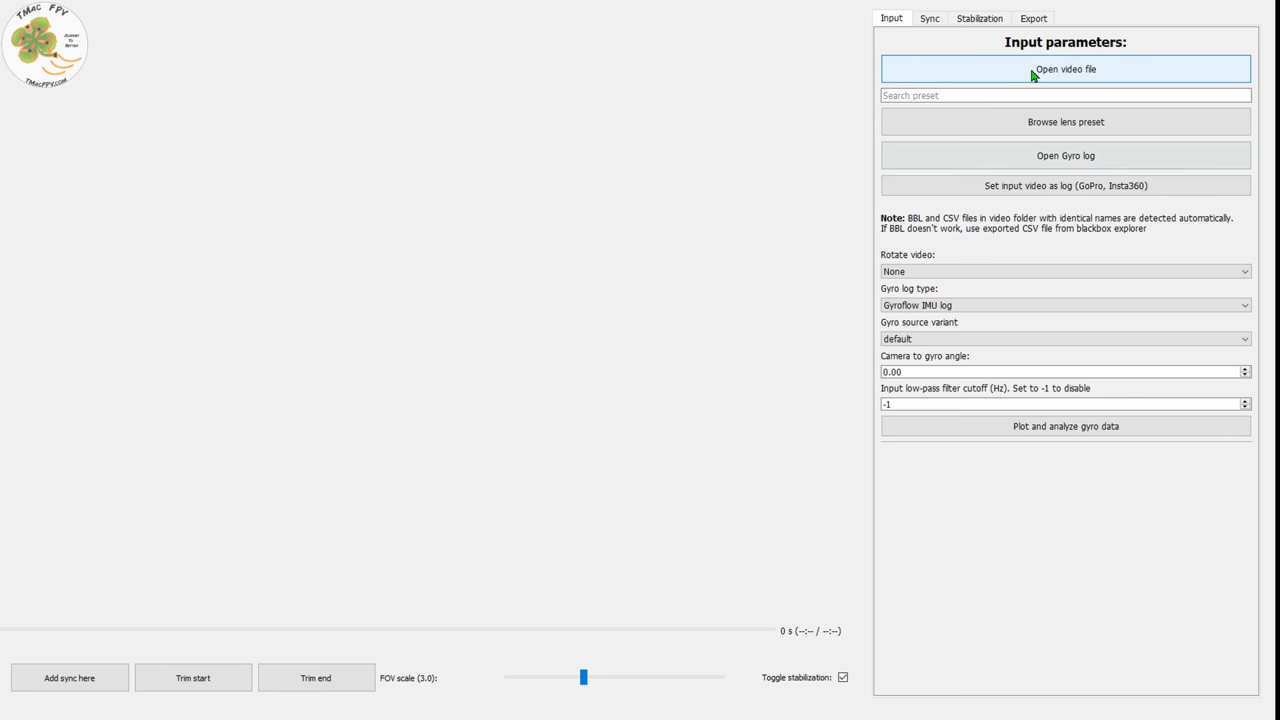 TMac FPV
Journey
to
Better
TMacFPV.com
Input
Sync
Stabilization
Export
Input parameters:
Open video file
Search preset
Browse lens preset
Open Gyro log
Set input video as log (GoPro, Insta360)
Note: BBL and CSV files in video folder with identical names are detected automatically.
If BBL doesn't work, use exported CSV file from blackbox explorer
Rotate video:
None
Gyro log type:
Gyroflow IMU log
Gyro source variant
default
Camera to gyro angle:
0.00
Input low-pass filter cutoff (Hz). Set to -1 to disable
-1
Plot and analyze gyro data
0 s (--:-- / --:--)
Add sync here
Trim start
Trim end
FOV scale (3.0):
Toggle stabilization: